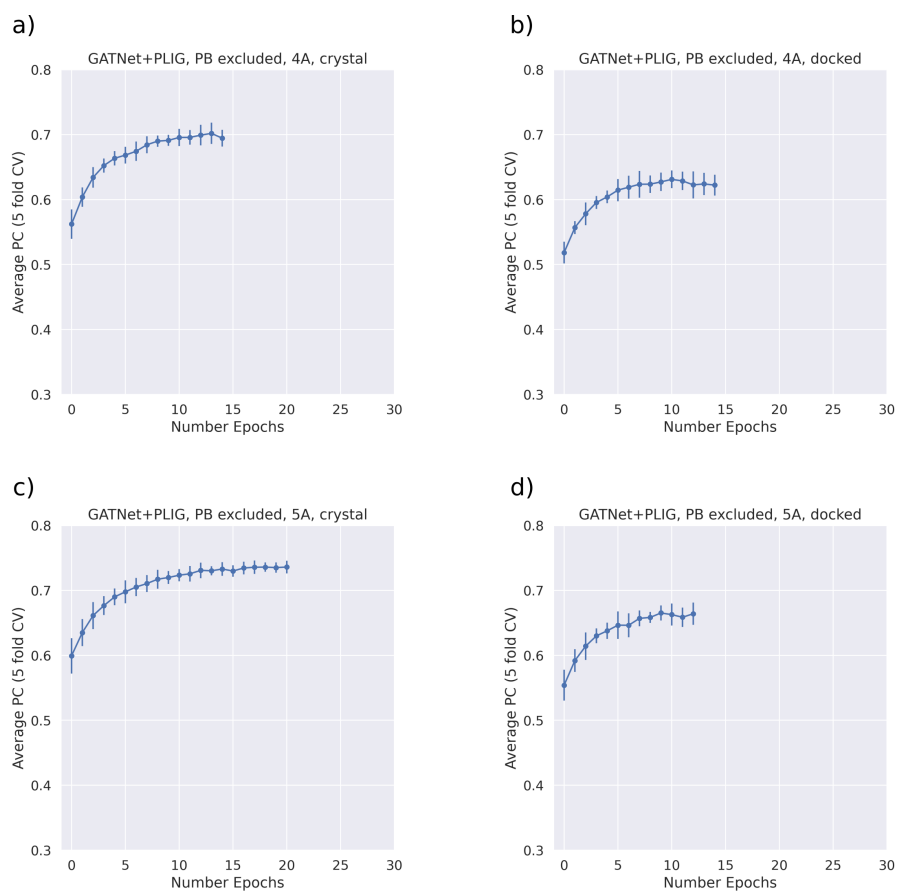 a)
GATNet+PLIG, PB excluded, 4A, crystal
0.8
0.7
0.6
0.5
0.4
0.3
Average PC (5 fold CV)
0 5 10 15 20 25 30
Number Epochs
b)
GATNet+PLIG, PB excluded, 4A, docked
0.8
0.7
0.6
0.5
0.4
0.3
Average PC (5 fold CV)
0 5 10 15 20 25 30
Number Epochs
c)
GATNet+PLIG, PB excluded, 5A, crystal
0.8
0.7
0.6
0.5
0.4
0.3
Average PC (5 fold CV)
0 5 10 15 20 25 30
Number Epochs
d)
GATNet+PLIG, PB excluded, 5A, docked
0.8
0.7
0.6
0.5
0.4
0.3
Average PC (5 fold CV)
0 5 10 15 20 25 30
Number Epochs